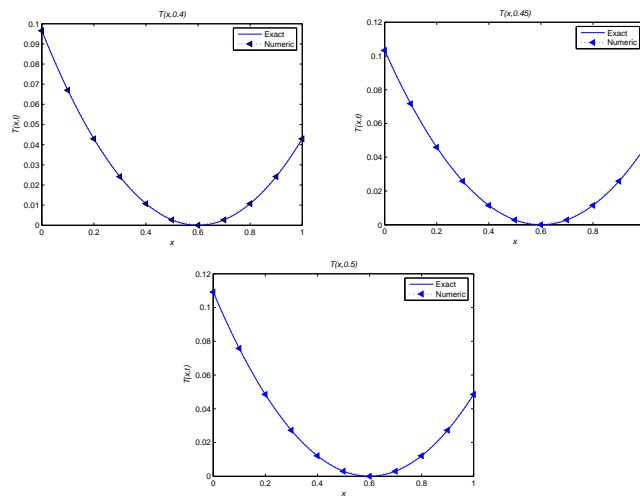 T(x,0.4)
0.1
0.09
0.08
0.07
0.06
0.05
0.04
0.03
0.02
0.01
0
T(x,t)
Exact
Numeric
0 0.2 0.4 0.6 0.8 1
x
T(x,0.45)
0.12
0.1
0.08
0.06
0.04
0.02
0
T(x,t)
Exact
Numeric
0 0.2 0.4 0.6 0.8
x
T(x,0.5)
0.12
0.1
0.08
0.06
0.04
0.02
0
T(x,t)
Exact
Numeric
0 0.2 0.4 0.6 0.8 1
x